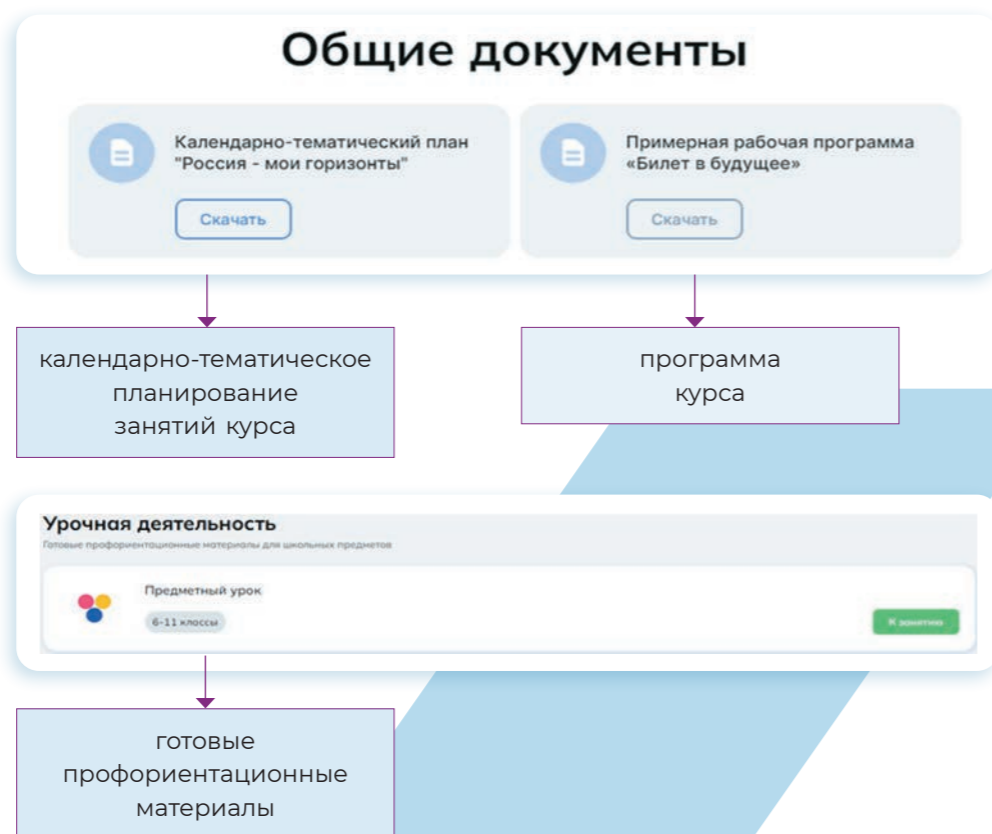 Общие документы
Календарно-тематический план
"Россия - мои горизонты"
Скачать
Примерная рабочая программа
«Билет в будущее»
Скачать
календарно-тематическое
планирование
занятий курса
программа
курса
Урочная деятельность
Готовые профориентационные материалы для школьных предметов
Предметный урок
6-11 классы
К занятию
готовые
профориентационные
материалы